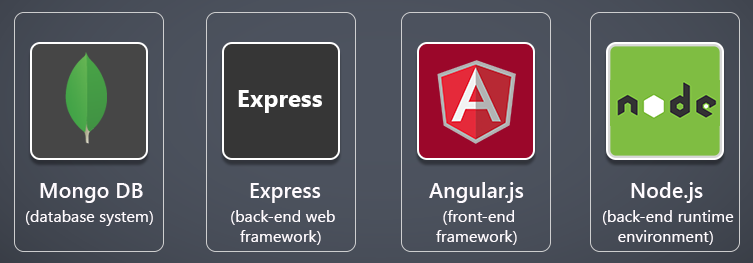 Express
A
node
Mongo DB
(database system)
Express
(back-end web
framework)
Angular.js
(front-end
framework)
Node.js
(back-end runtime
environment)